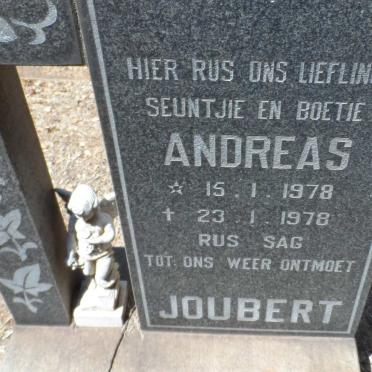 HIER RUS ONS LIEFLIN
SEUNTJIE EN BOETIE
ANDREAS
☆ 15.1.1978
✝ 23.1.1978
RUS SAG
TOT ONS WEER ONTMOET
JOUBERT